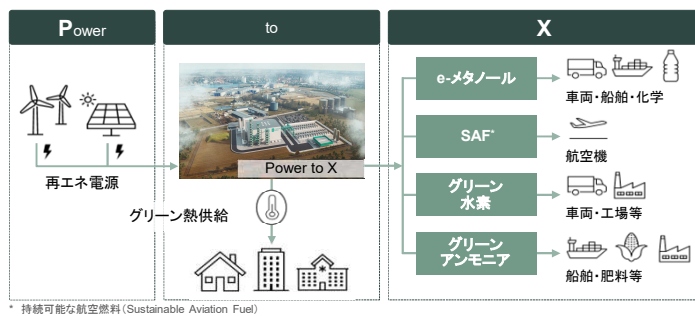 Power
to
X
再エネ電源
Power to X
グリーン熱供給
e-メタノール
車両・船舶・化学
SAF*
航空機
グリーン
水素
車両・工場等
グリーン
アンモニア
船舶・肥料等
* 持続可能な航空燃料(Sustainable Aviation Fuel)